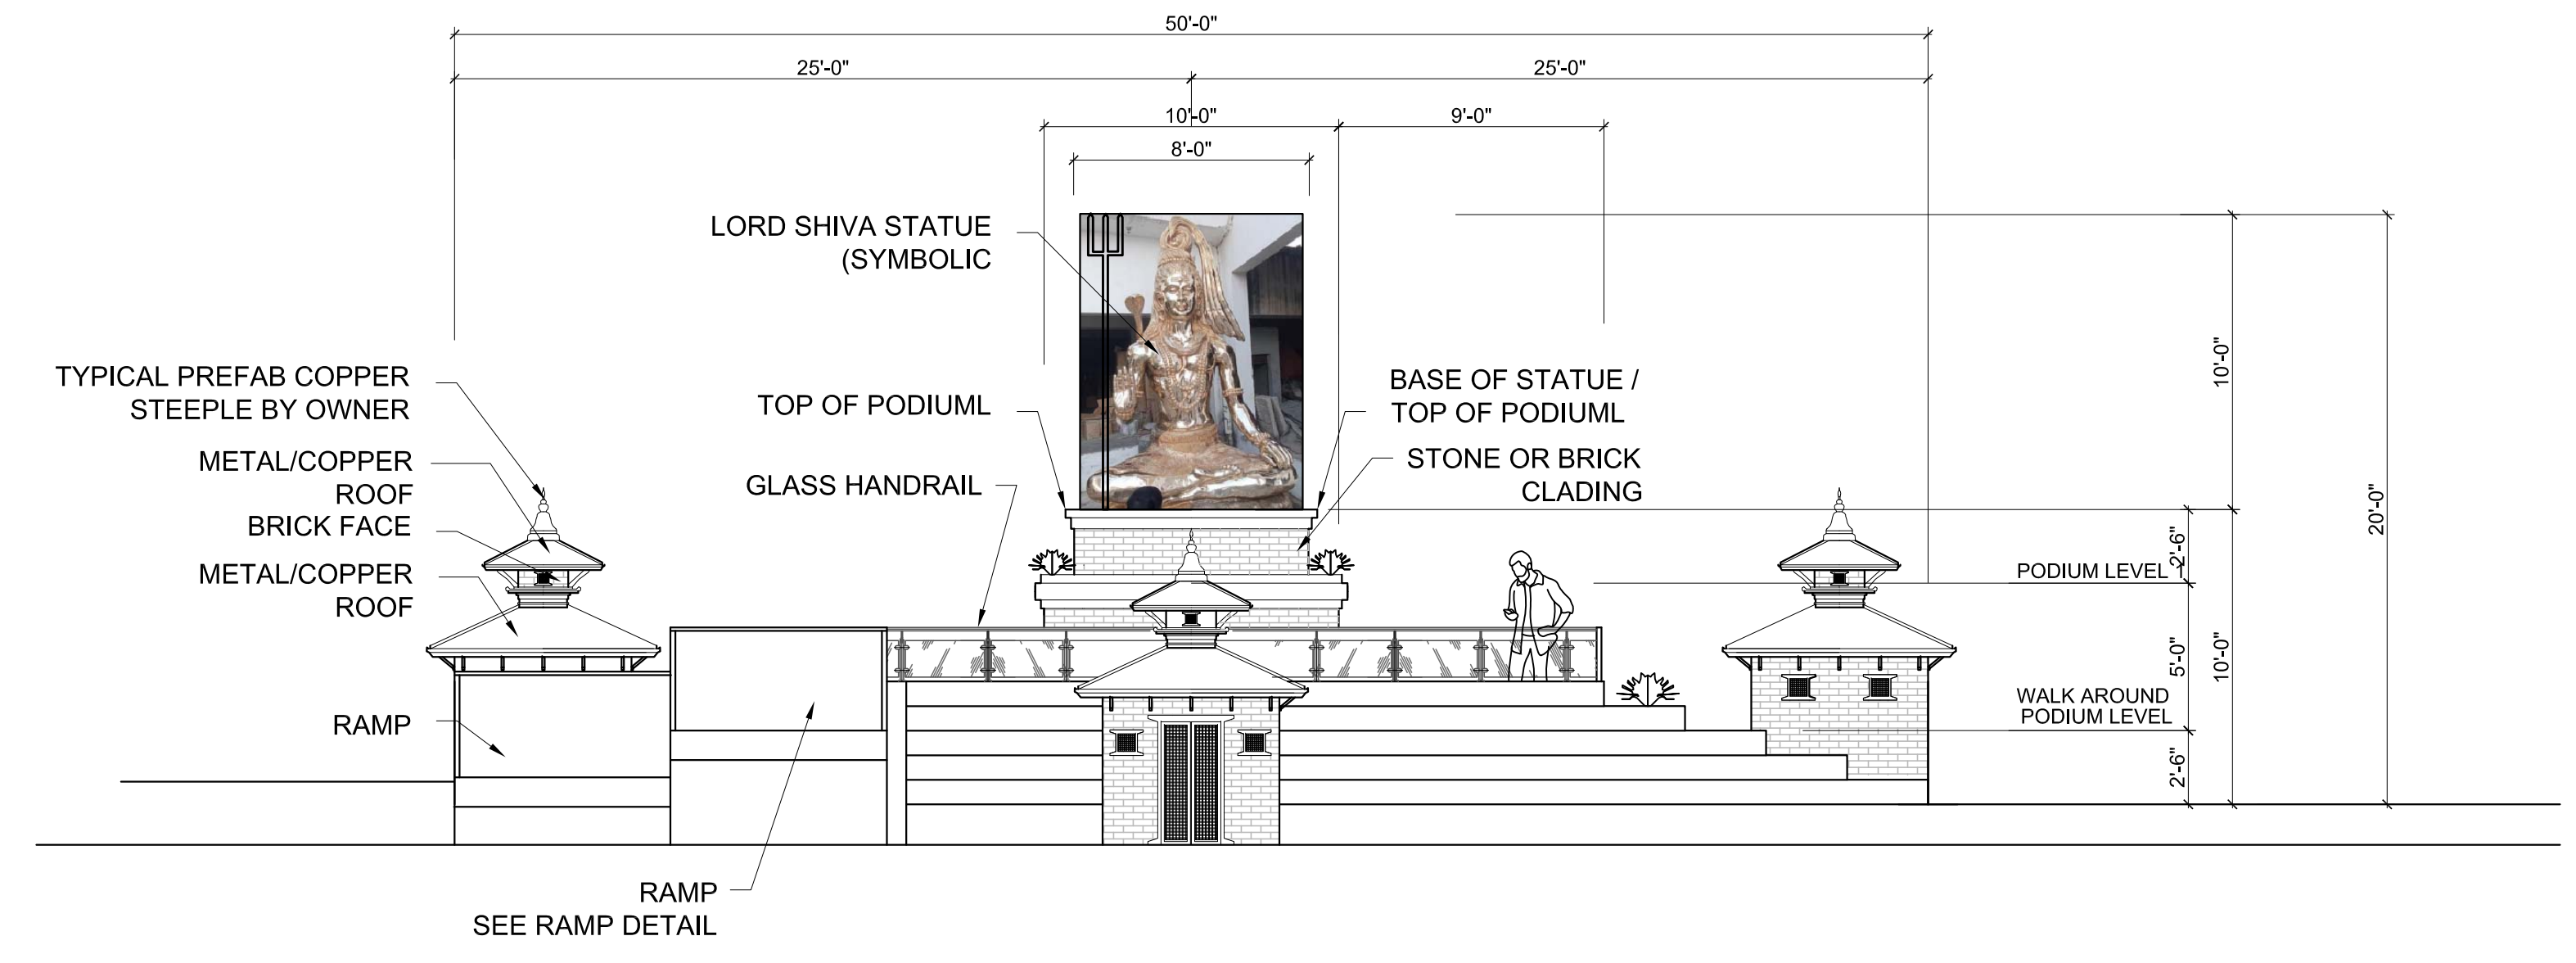 50'-0"
25'-0"
25'-0"
10'-0"
9'-0"
8'-0"
LORD SHIVA STATUE
(SYMBOLIC
TYPICAL PREFAB COPPER
STEEPLE BY OWNER
TOP OF PODIUML
BASE OF STATUE /
TOP OF PODIUML
METAL/COPPER
ROOF
GLASS HANDRAIL
STONE OR BRICK
CLADING
BRICK FACE
METAL/COPPER
ROOF
RAMP
RAMP
SEE RAMP DETAIL
PODIUM LEVEL
WALK AROUND
PODIUM LEVEL
2'-6"
5'-0"
2'-6"
10'-0"
10'-0"
20'-0"